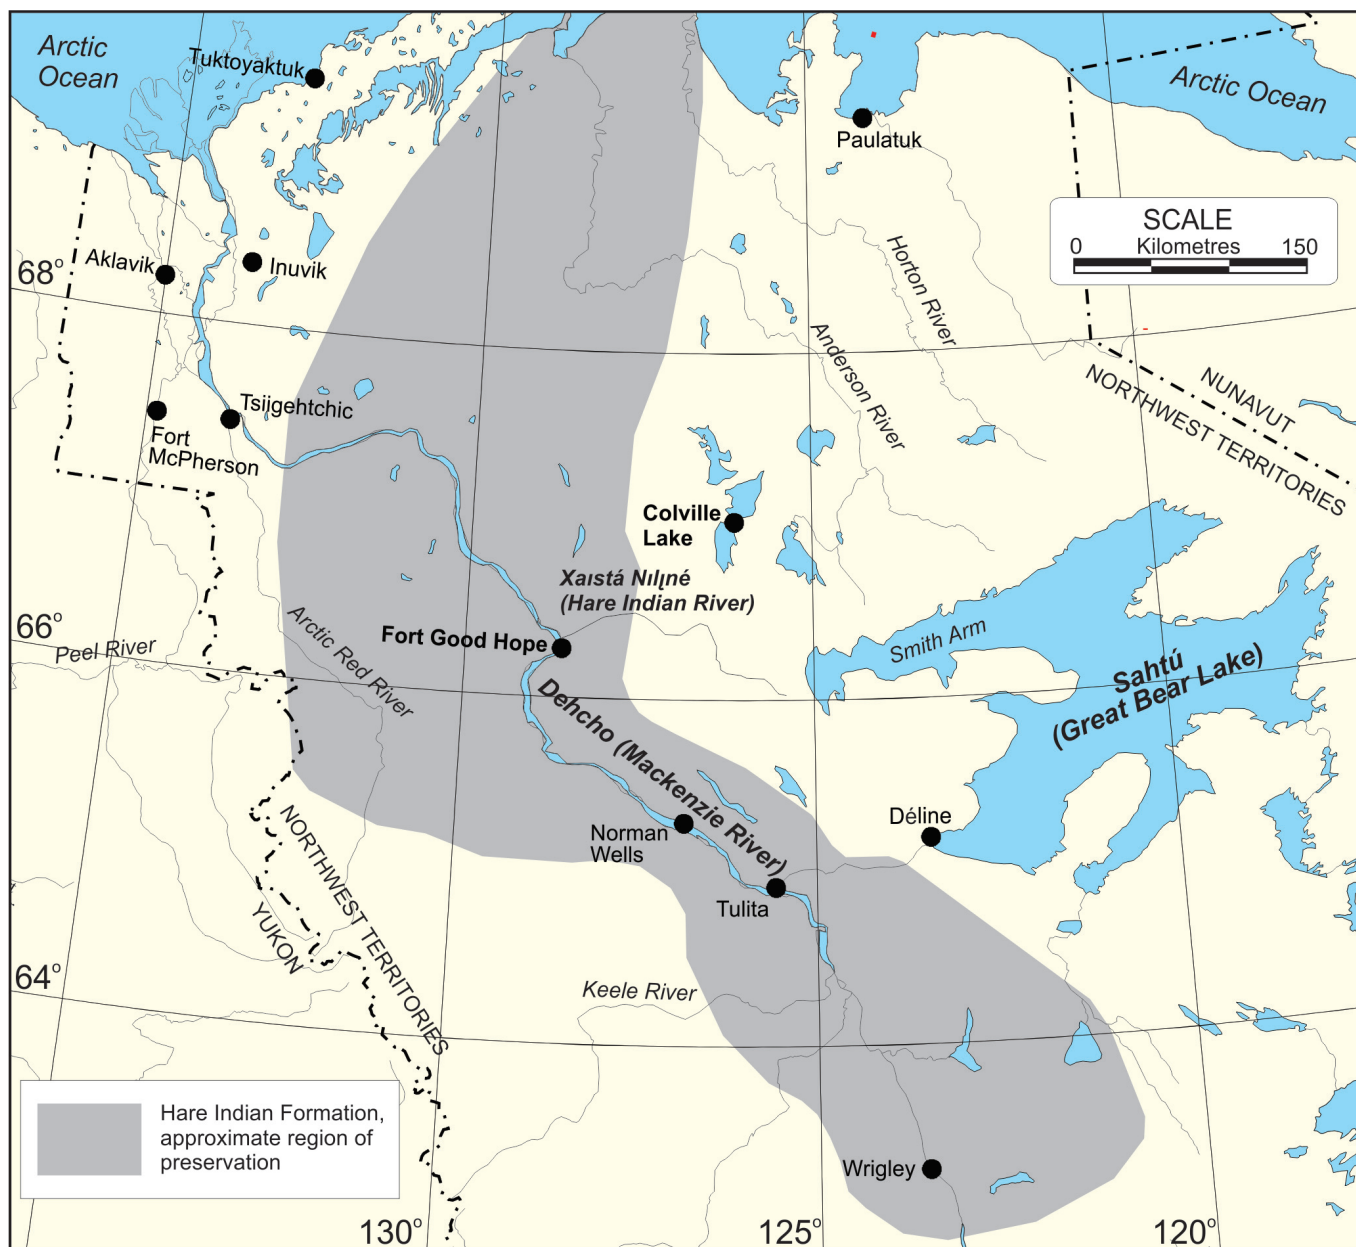 Arctic
Ocean
Tuktoyaktuk
Arctic Ocean
Paulatuk
SCALE
0 Kilometres 150
Aklavik
Inuvik
68°
Horton River
Anderson River
NUNAVUT
NORTHWEST TERRITORIES
Tsiigehtchic
Fort
McPherson
Colville
Lake
Xaıstá Nılı̨né
(Hare Indian River)
Fort Good Hope
66°
Peel River
Arctic Red River
Smith Arm
Sahtú
(Great Bear Lake)
Dehcho (Mackenzie River)
Norman
Wells
Déline
Tulita
NORTHWEST TERRITORIES
YUKON
64°
Keele River
Hare Indian Formation,
approximate region of
preservation
Wrigley
130°
125°
120°